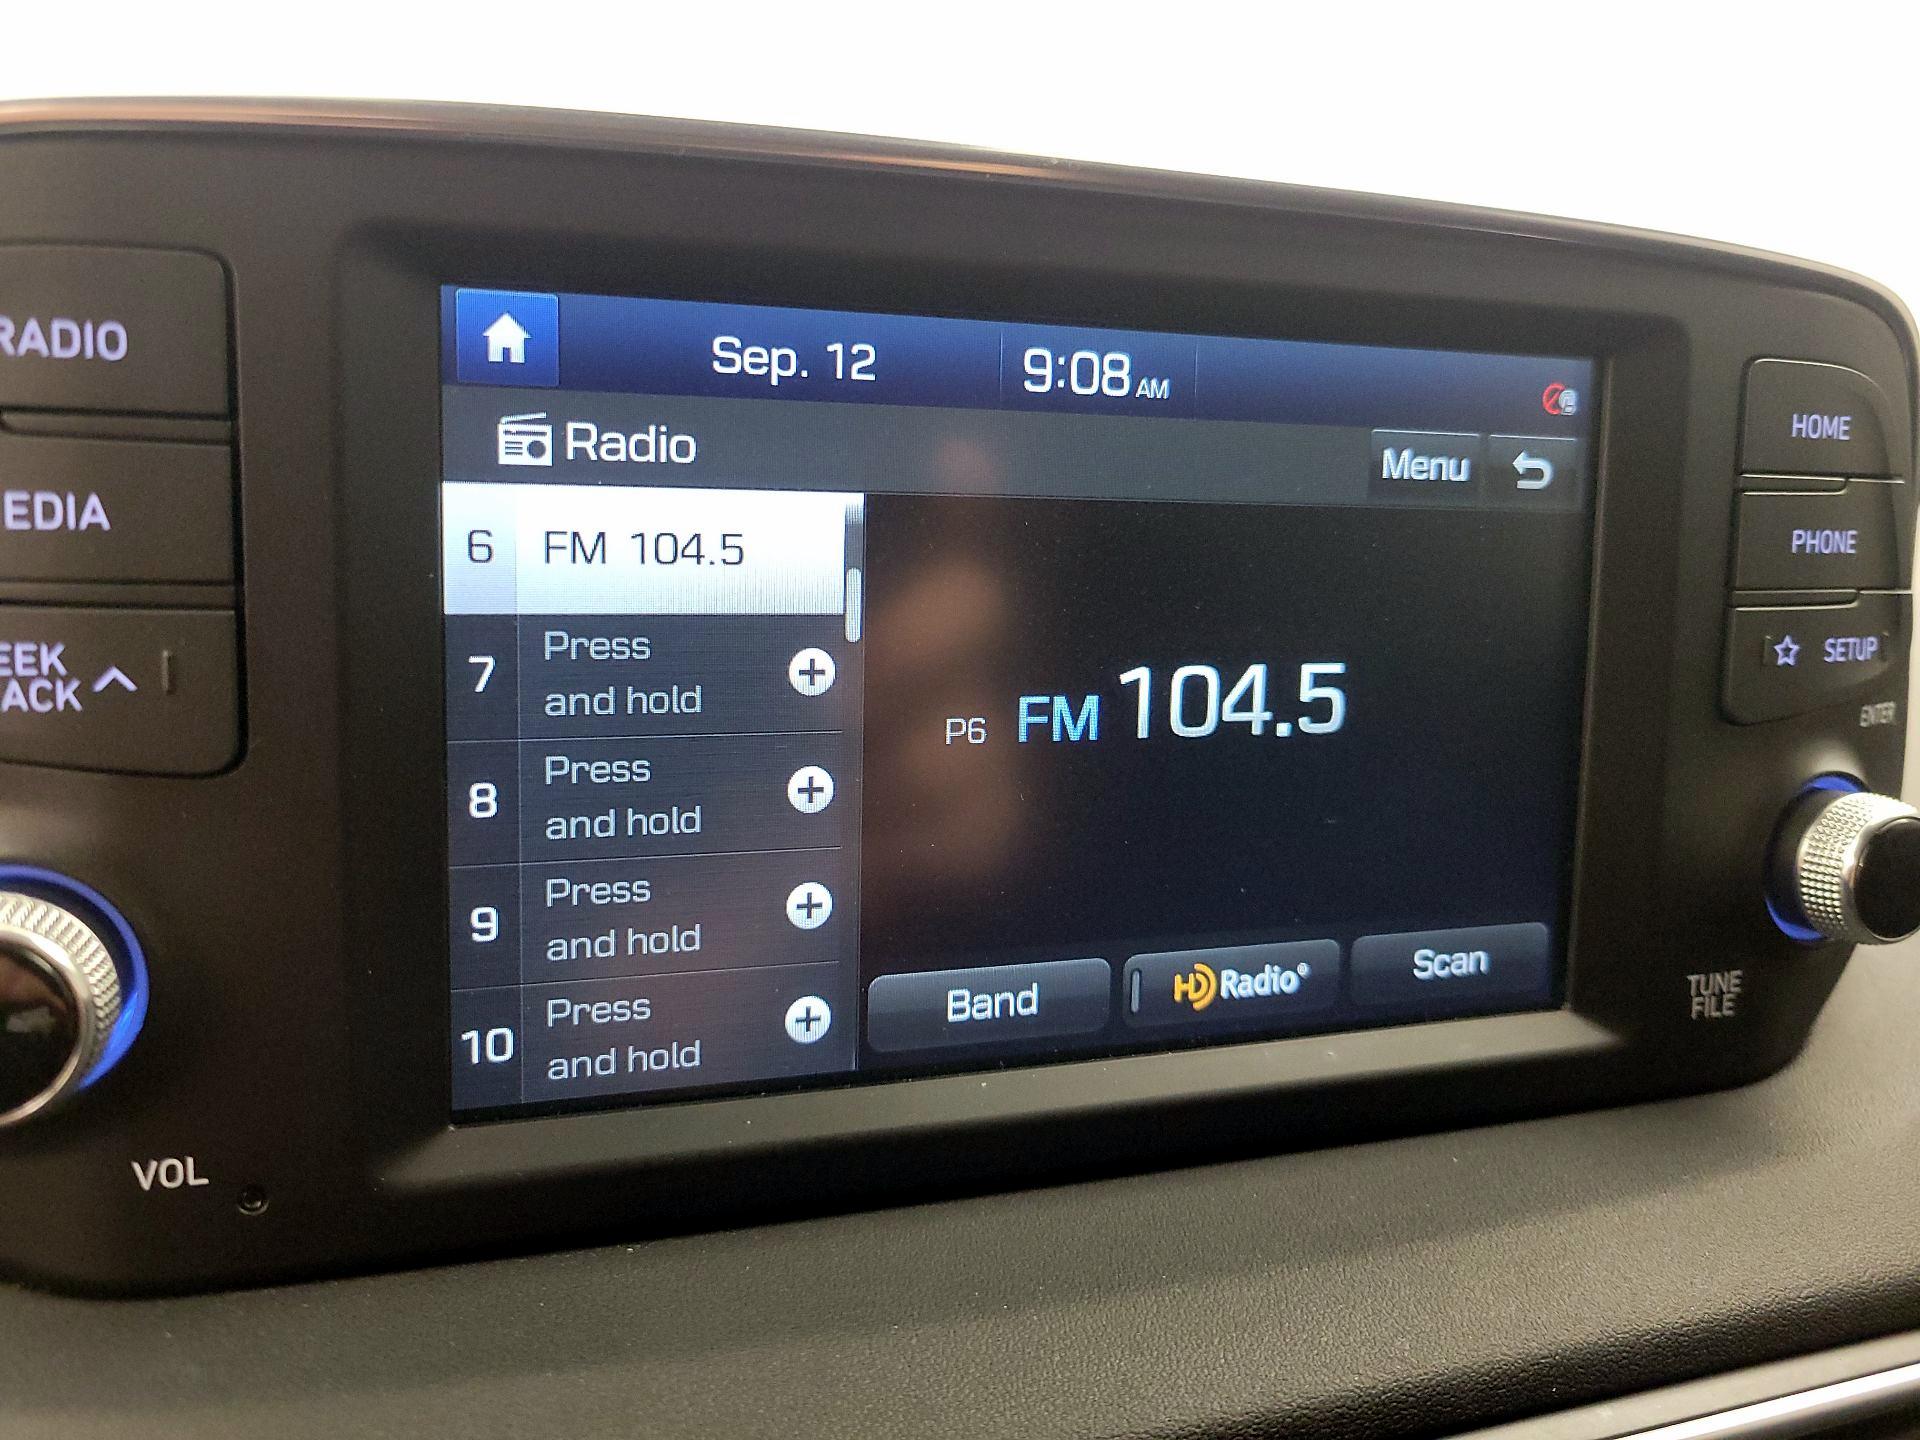 RADIO
EDIA
EEK
ACK
VOL
Sep. 12
9:08 AM
Radio
Menu
6 FM 104.5
7 Press
and hold
8 Press
and hold
9 Press
and hold
10 Press
and hold
P6 FM 104.5
Band
HD Radio®
Scan
HOME
PHONE
☆ SETUP
ENTER
TUNE
FILE